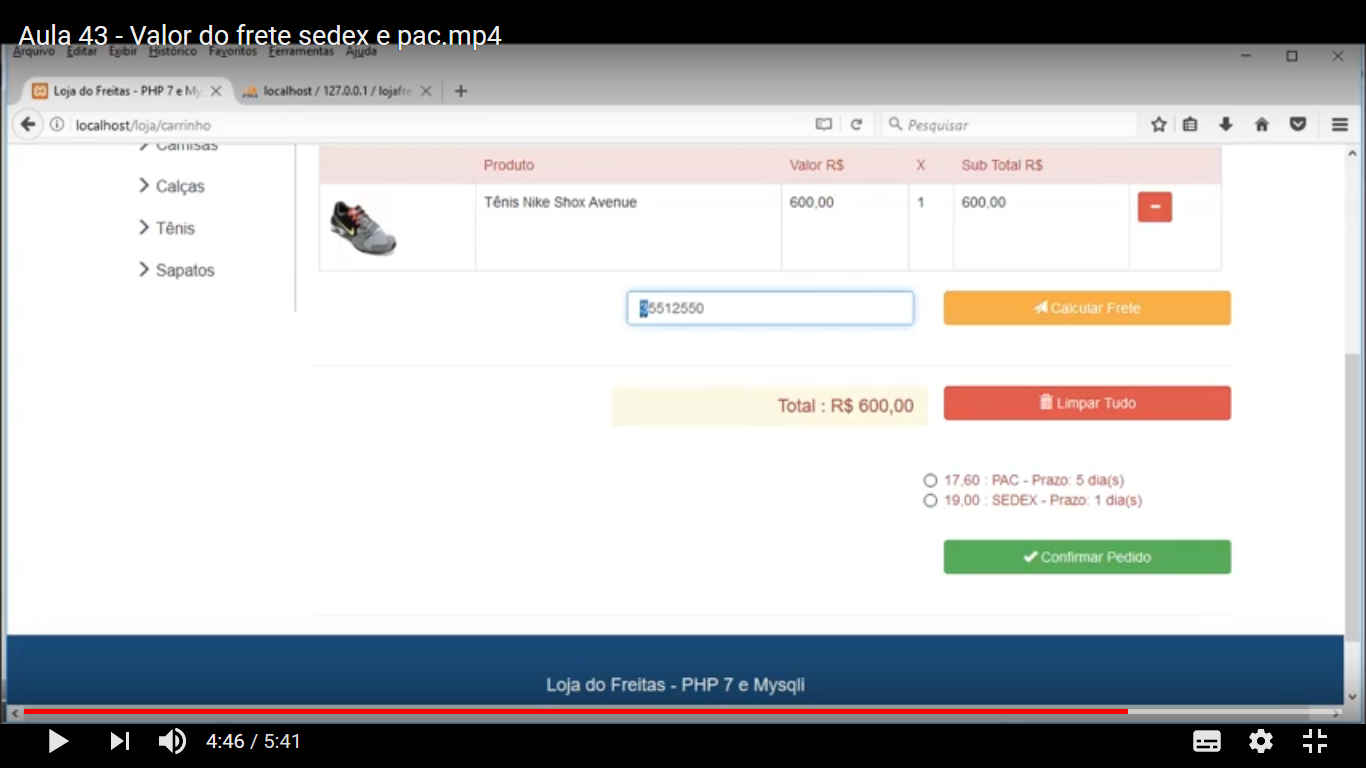 Aula 43 - Valor do frete sedex e pac.mp4
Arquivo Editar Exibir Histórico Favoritos Ferramentas Ajuda
Loja do Freitas - PHP 7 e My
localhost / 127.0.0.1 / lojafre
localhost/loja/carrinho
Pesquisar
Camisas
Calças
Tênis
Sapatos
Produto Valor R$ X Sub Total R$
Tênis Nike Shox Avenue 600,00 1 600,00
35512550
Calcular Frete
Total : R$ 600,00
Limpar Tudo
17,60 : PAC - Prazo: 5 dia(s)
19,00 : SEDEX - Prazo: 1 dia(s)
Confirmar Pedido
Loja do Freitas - PHP 7 e Mysqli
4:46 / 5:41